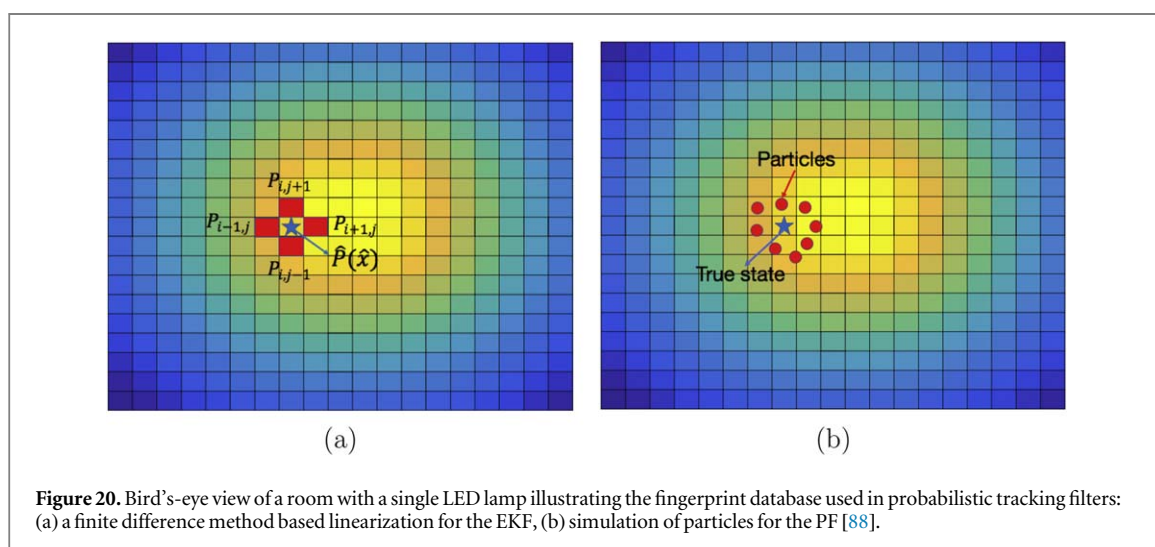 P_{i,j+1}
P_{i-1,j}
P_{i+1,j}
P̂(x̂)
P_{i,j-1}
Particles
True state
(a)
(b)
Figure 20. Bird's-eye view of a room with a single LED lamp illustrating the fingerprint database used in probabilistic tracking filters:
(a) a finite difference method based linearization for the EKF, (b) simulation of particles for the PF [88].